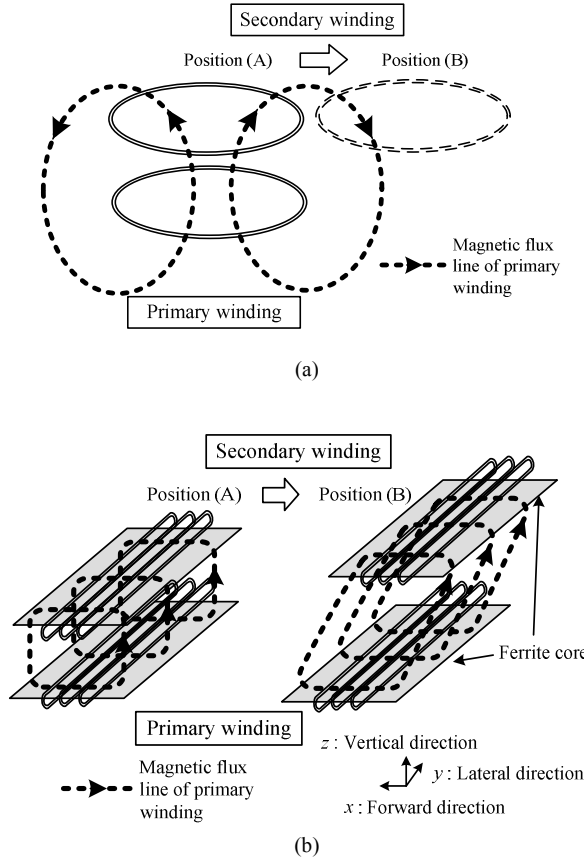 Secondary winding
Position (A)
Position (B)
Magnetic flux
line of primary
winding
Primary winding
(a)
Secondary winding
Position (A)
Position (B)
Ferrite core
Primary winding
Magnetic flux
line of primary
winding
z : Vertical direction
y : Lateral direction
x : Forward direction
(b)